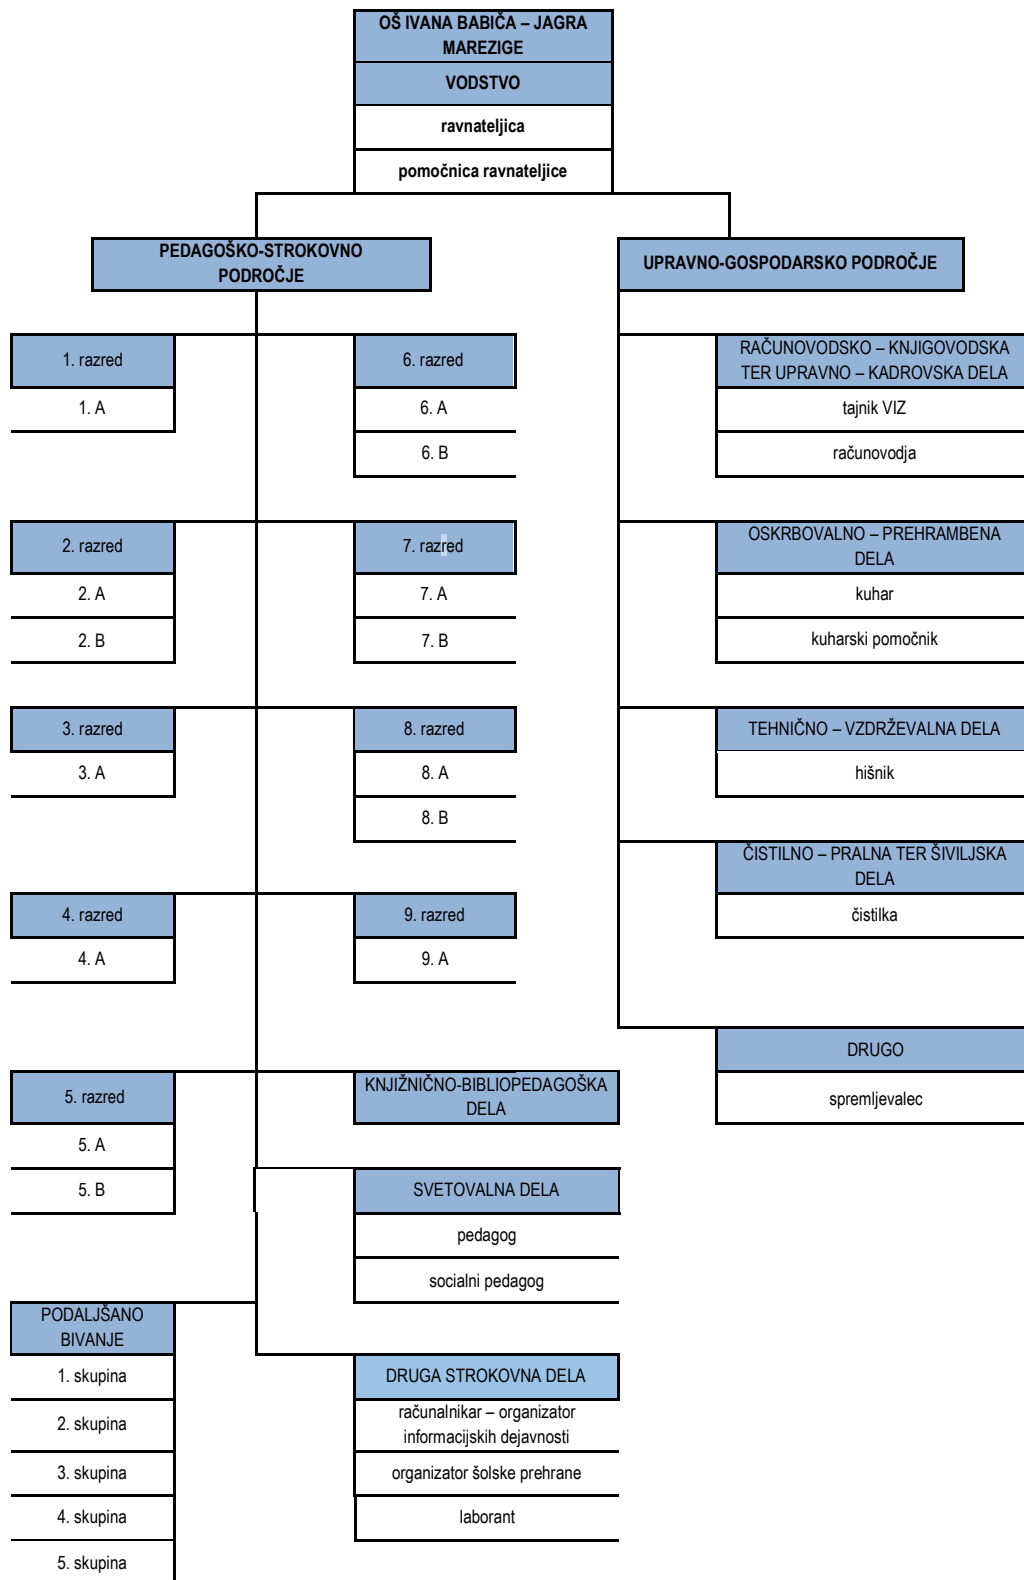 OŠ IVANA BABIČA – JAGRA
MAREZIGE
VODSTVO
ravnateljica
pomočnica ravnateljice
PEDAGOŠKO-STROKOVNO
PODROČJE
UPRAVNO-GOSPODARSKO PODROČJE
1. razred
1. A
6. razred
6. A
6. B
RAČUNOVODSKO – KNJIGOVODSKA
TER UPRAVNO – KADROVSKA DELA
tajnik VIZ
računovodja
2. razred
2. A
2. B
7. razred
7. A
7. B
OSKRBOVALNO – PREHRAMBENA
DELA
kuhar
kuharski pomočnik
3. razred
3. A
8. razred
8. A
8. B
TEHNIČNO – VZDRŽEVALNA DELA
hišnik
ČISTILNO – PRALNA TER ŠIVILJSKA
DELA
čistilka
4. razred
4. A
9. razred
9. A
DRUGO
spremljevalec
5. razred
5. A
5. B
KNJIŽNIČNO-BIBLIOPEDAGOŠKA
DELA
SVETOVALNA DELA
pedagog
socialni pedagog
PODALJŠANO
BIVANJE
1. skupina
2. skupina
3. skupina
4. skupina
5. skupina
DRUGA STROKOVNA DELA
računalnikar – organizator
informacijskih dejavnosti
organizator šolske prehrane
laborant